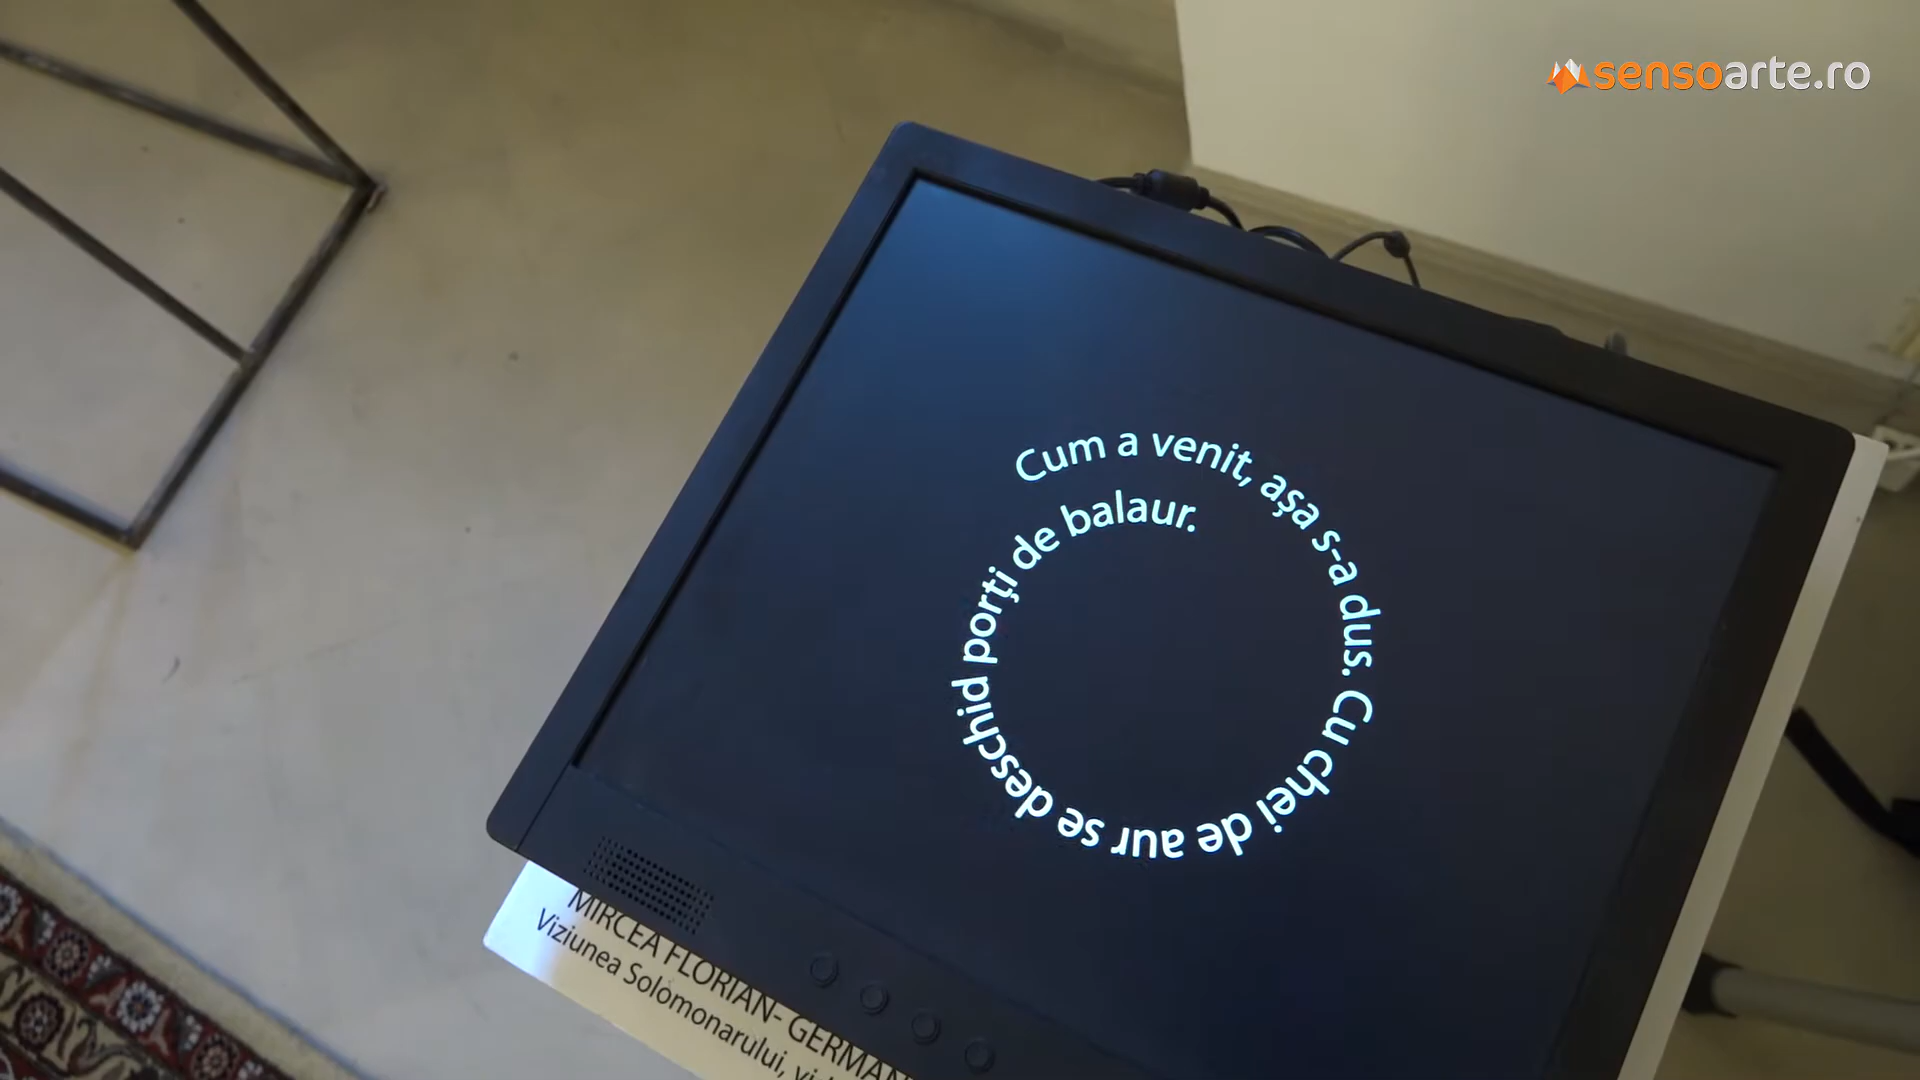 sensoarte.ro
Cum a venit, așa s-a dus. Cu chei de aur se deschid porți de balaur.
MIRCEA FLORIAN- GERMAN
Viziunea Solomonarului,